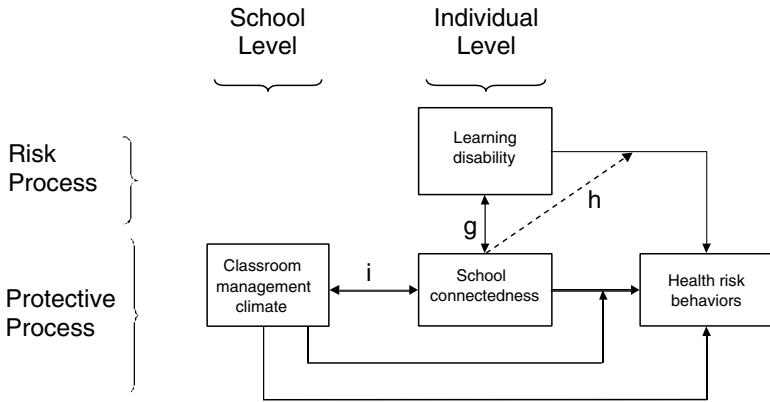 School
Level
Individual
Level
Risk
Process
Learning
disability
h
g
Protective
Process
Classroom
management
climate
i
School
connectedness
Health risk
behaviors